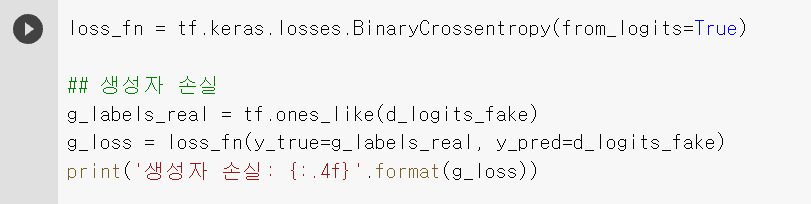 loss_fn = tf.keras.losses.BinaryCrossentropy(from_logits=True)
## 생성자 손실
g_labels_real = tf.ones_like(d_logits_fake)
g_loss = loss_fn(y_true=g_labels_real, y_pred=d_logits_fake)
print('생성자 손실: {:.4f}'.format(g_loss))